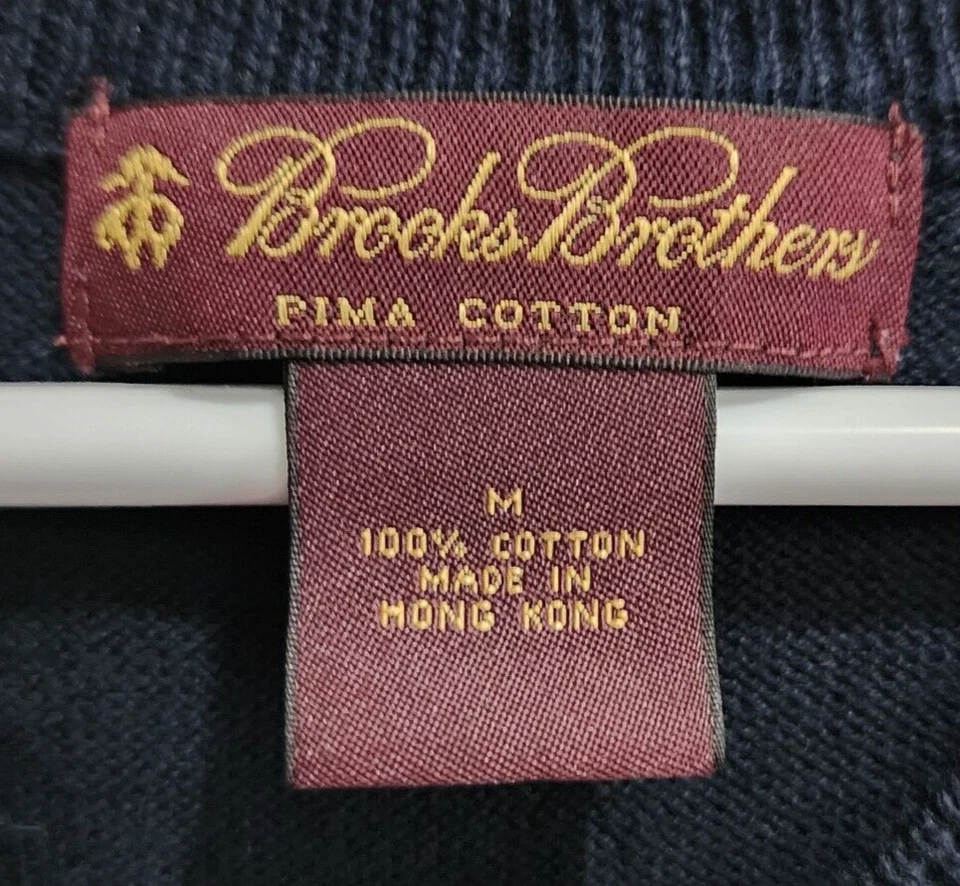 Brooks Brothers
PIMA COTTON
M
100% COTTON
MADE IN
HONG KONG